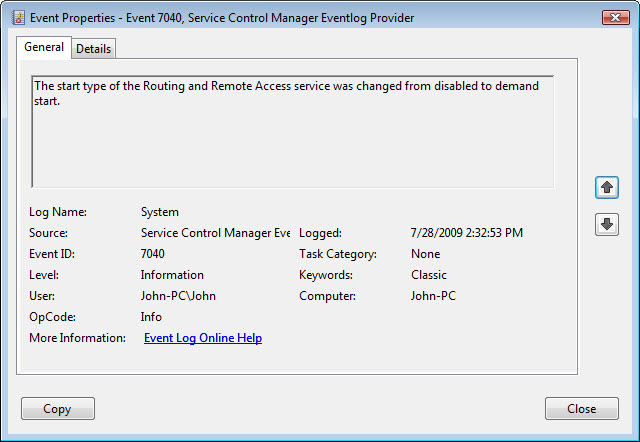 Event Properties - Event 7040, Service Control Manager Eventlog Provider
General Details
The start type of the Routing and Remote Access service was changed from disabled to demand
start.
Log Name: System
Source: Service Control Manager Eve Logged: 7/28/2009 2:32:53 PM
Event ID: 7040 Task Category: None
Level: Information Keywords: Classic
User: John-PC\John Computer: John-PC
OpCode: Info
More Information: Event Log Online Help
Copy Close